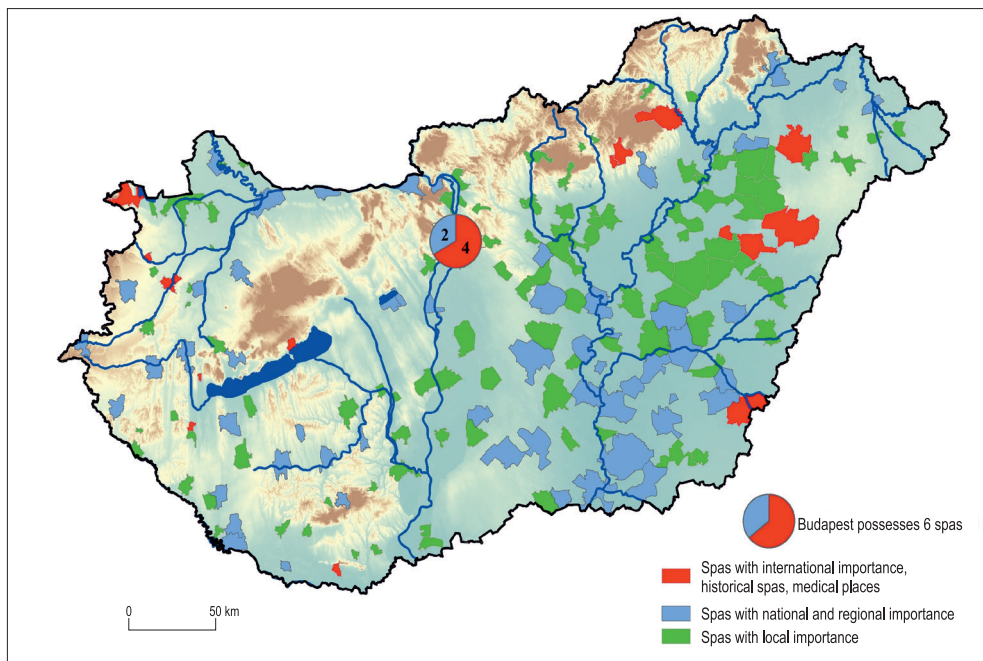 2
4
Budapest possesses 6 spas
Spas with international importance,
historical spas, medical places
Spas with national and regional importance
Spas with local importance
0 50 km